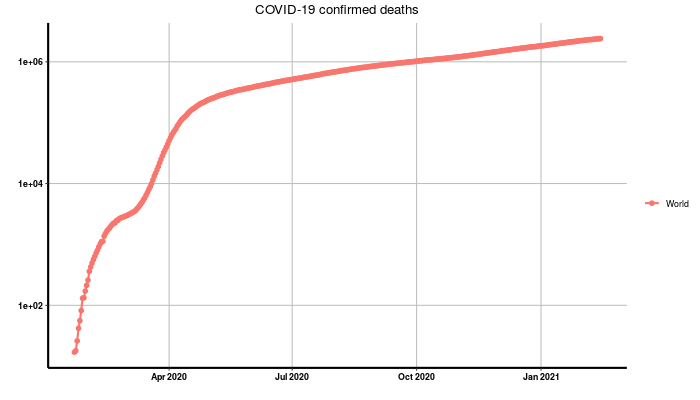 COVID-19 confirmed deaths
1e+06
1e+04
1e+02
Apr 2020
Jul 2020
Oct 2020
Jan 2021
World